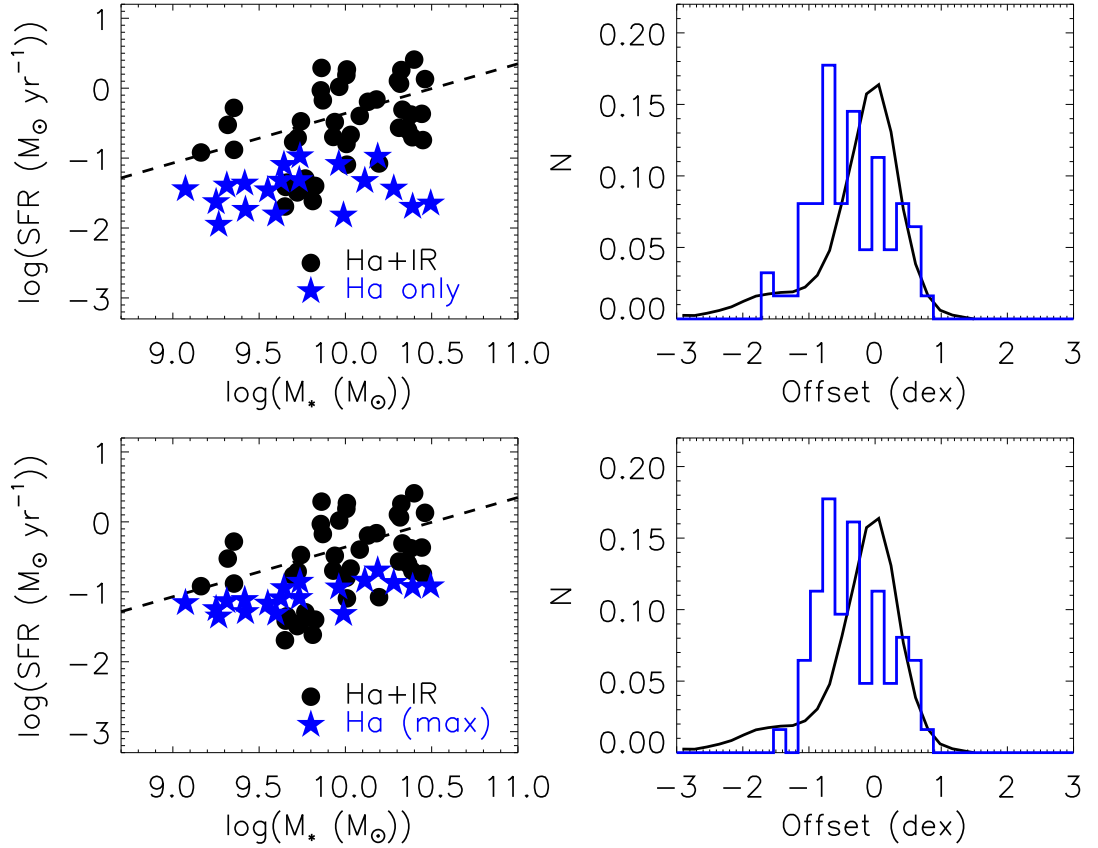 1
0
−1
−2
−3
log(SFR (M⊙ yr⁻¹))
Ha+IR
Ha only
9.0 9.5 10.0 10.5 11.0
log(M* (M⊙))
0.20
0.15
0.10
0.05
0.00
N
−3 −2 −1 0 1 2 3
Offset (dex)
1
0
−1
−2
−3
log(SFR (M⊙ yr⁻¹))
Ha+IR
Ha (max)
9.0 9.5 10.0 10.5 11.0
log(M* (M⊙))
0.20
0.15
0.10
0.05
0.00
N
−3 −2 −1 0 1 2 3
Offset (dex)